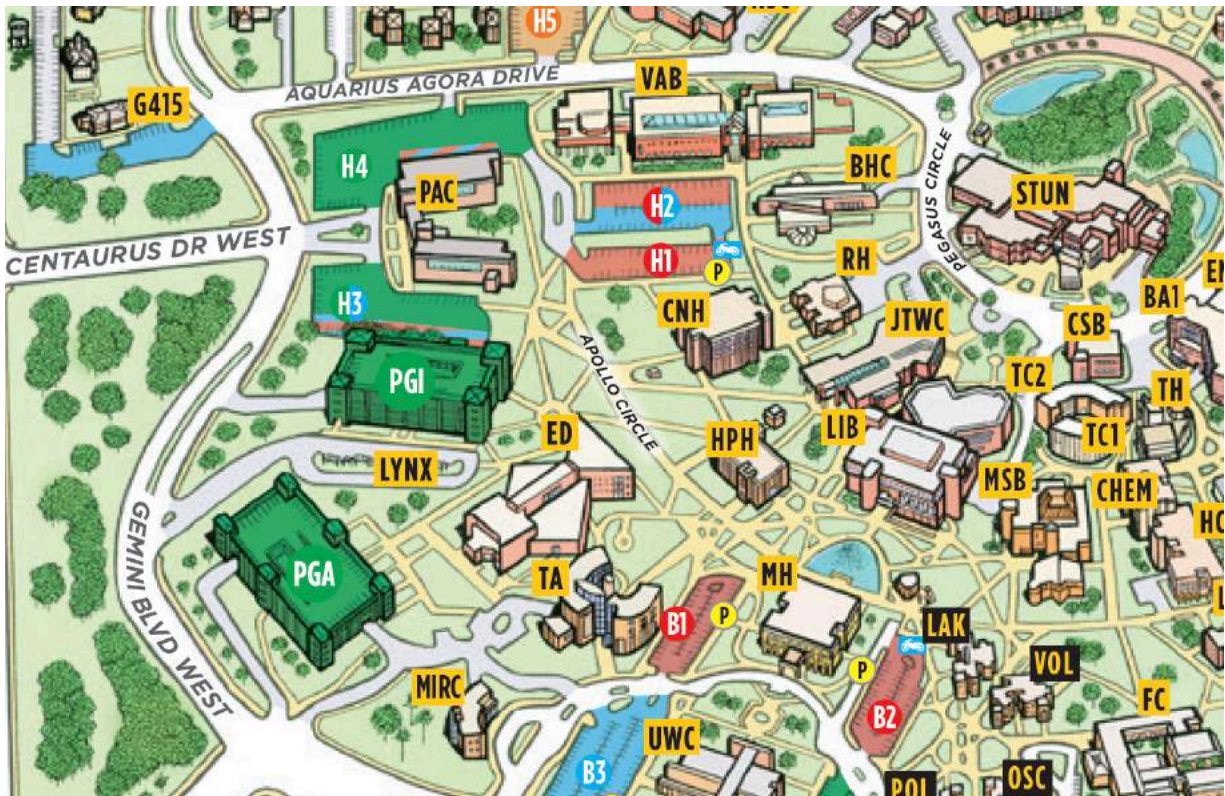 H5
AQUARIUS AGORA DRIVE
VAB
G415
H4
PAC
BHC
PEGASUS CIRCLE
STUN
H2
CENTAURUS DR WEST
H1
P
RH
H3
CNH
JTWC
CSB
BA1
APOLLO CIRCLE
PGI
TC2
TH
ED
HPH
LIB
TC1
LYNX
MSB
CHEM
GEMINI BLVD WEST
PGA
TA
MH
B1
P
LAK
P
VOL
MIRC
B2
FC
UWC
B3
POL
OSC